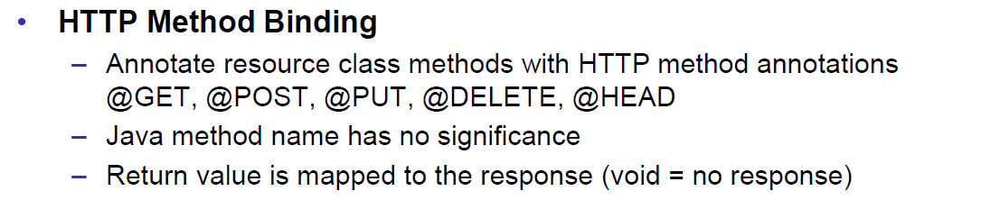 • HTTP Method Binding
– Annotate resource class methods with HTTP method annotations
@GET, @POST, @PUT, @DELETE, @HEAD
– Java method name has no significance
– Return value is mapped to the response (void = no response)